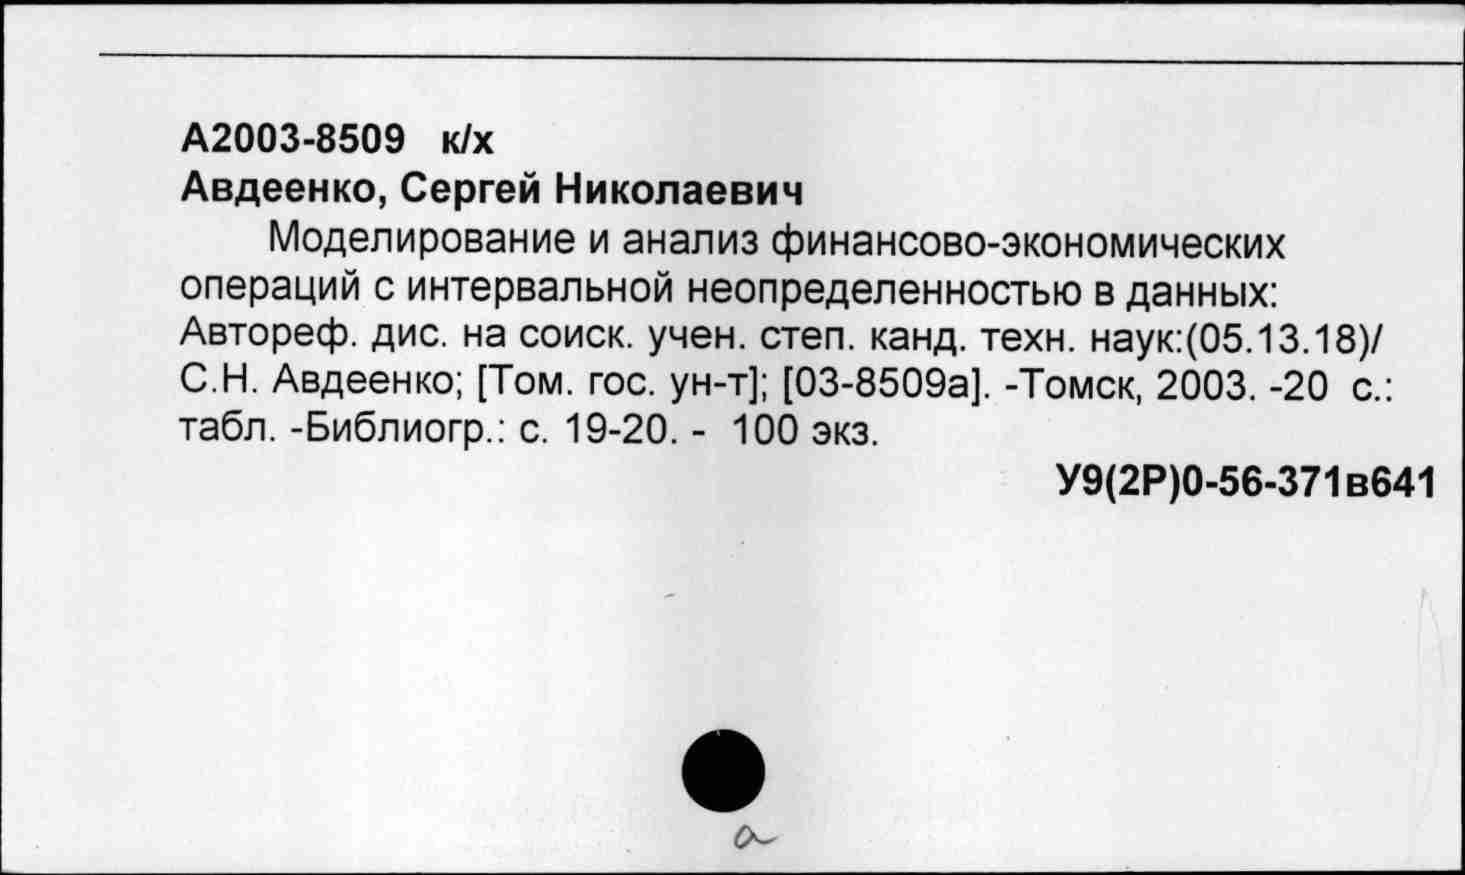 А2003-8509 к/х
Авдеенко, Сергей Николаевич
Моделирование и анализ финансово-экономических
операций с интервальной неопределенностью в данных:
Автореф. дис. на соиск. учен. степ. канд. техн. наук:(05.13.18)/
С.Н. Авдеенко; [Том. гос. ун-т]; [03-8509а]. -Томск, 2003. -20 с.:
табл. -Библиогр.: с. 19-20. - 100 экз.
У9(2Р)0-56-371в641
а